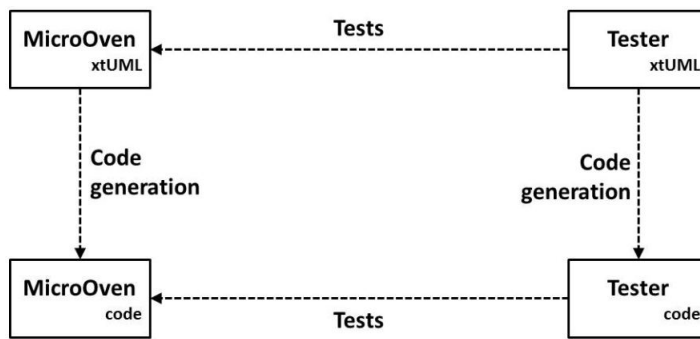 MicroOven
xtUML
Tests
Tester
xtUML
Code
generation
Code
generation
MicroOven
code
Tests
Tester
code